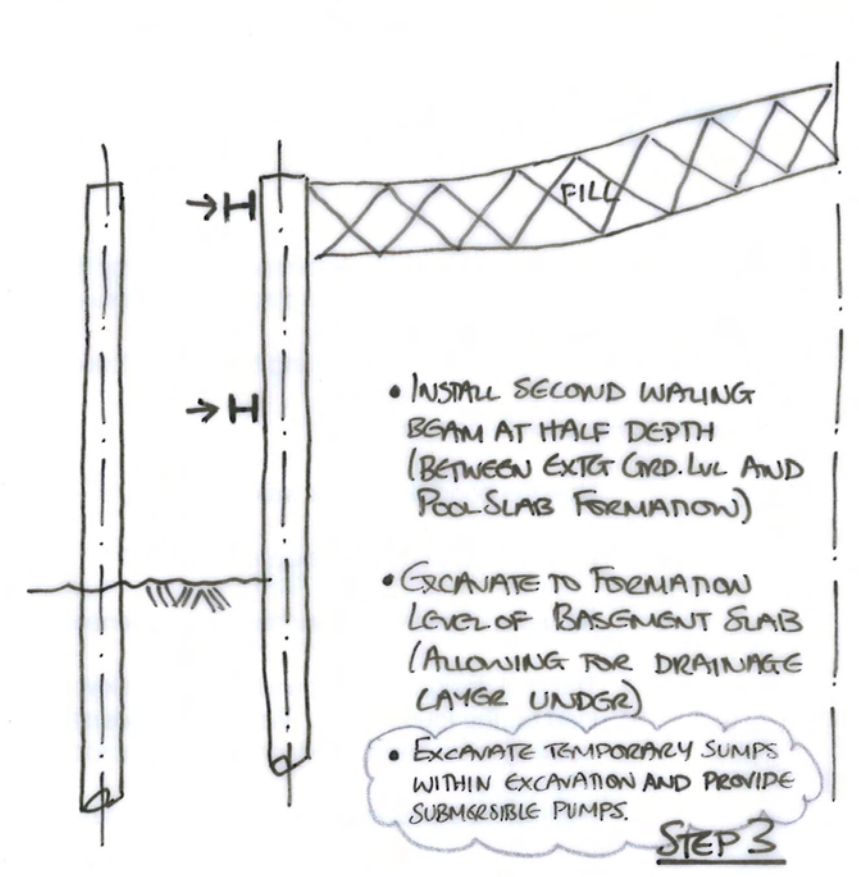 FILL
• INSTALL SECOND WALING
BEAM AT HALF DEPTH
(BETWEEN EXTG GRD. LVL AND
POOL SLAB FORMATION)
• EXCAVATE TO FORMATION
LEVEL OF BASEMENT SLAB
(ALLOWING FOR DRAINAGE
LAYER UNDER)
• EXCAVATE TEMPORARY SUMPS
WITHIN EXCAVATION AND PROVIDE
SUBMERSIBLE PUMPS.
STEP 3